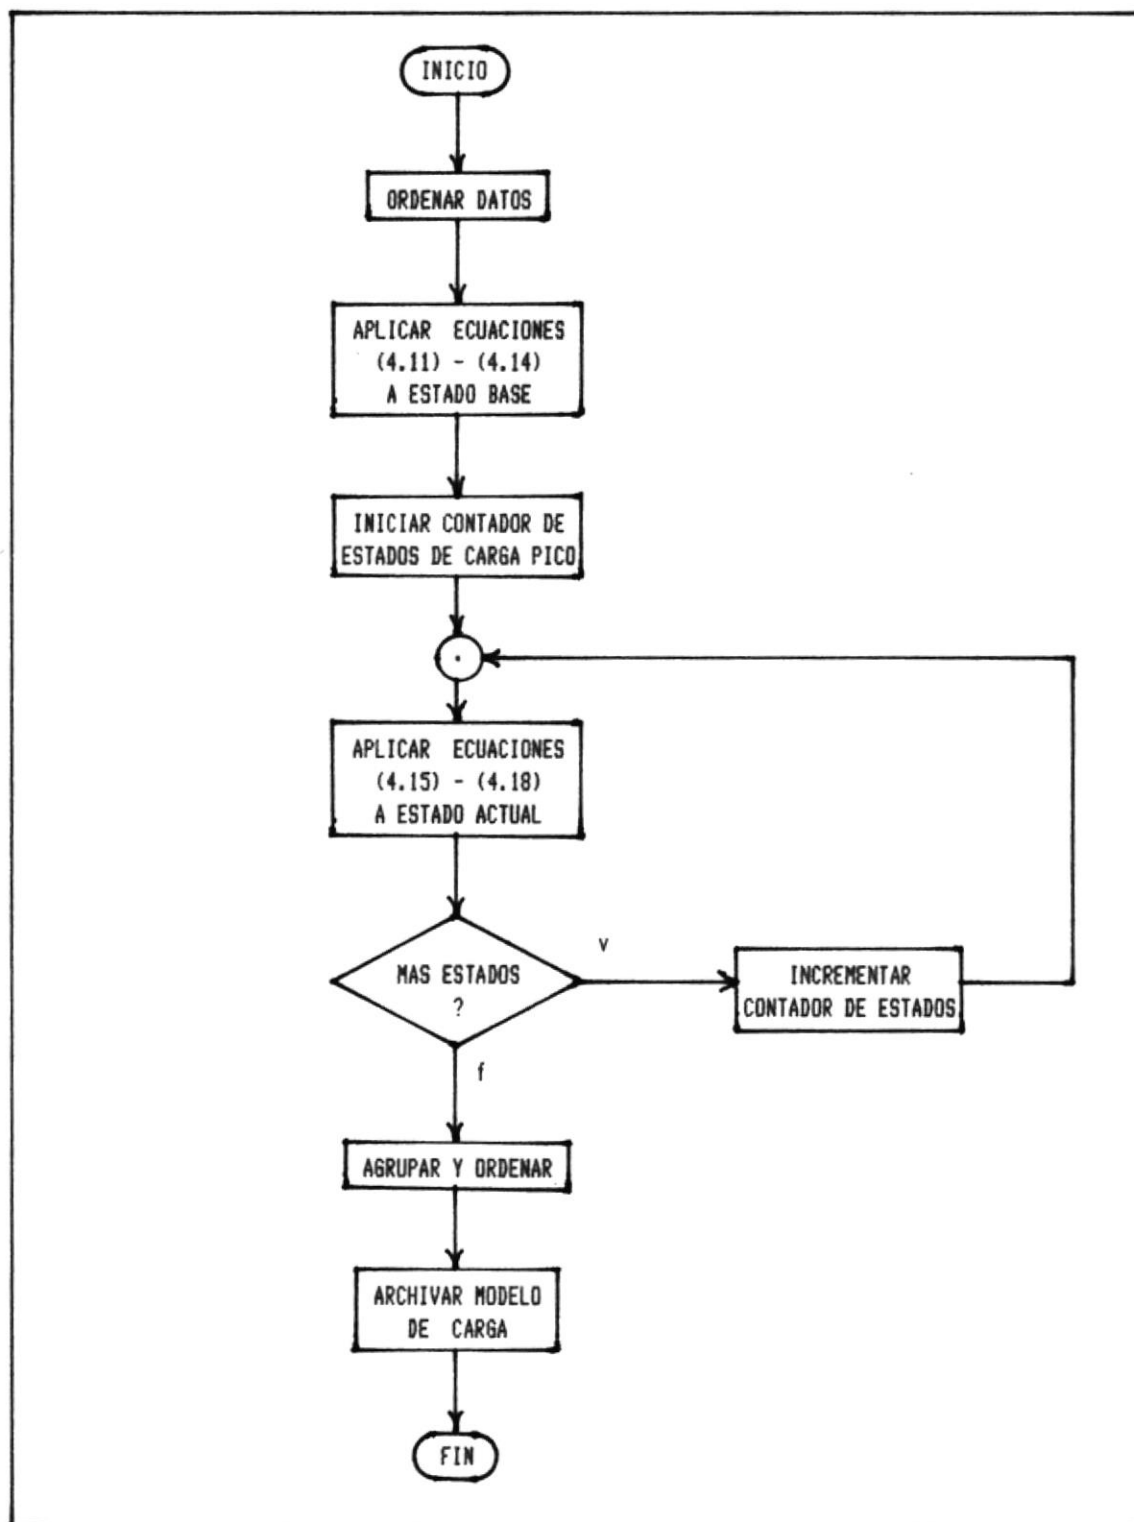 INICIO
ORDENAR DATOS
APLICAR ECUACIONES
(4.11) - (4.14)
A ESTADO BASE
INICIAR CONTADOR DE
ESTADOS DE CARGA PICO
APLICAR ECUACIONES
(4.15) - (4.18)
A ESTADO ACTUAL
MAS ESTADOS
?
v
INCREMENTAR
CONTADOR DE ESTADOS
f
AGRUPAR Y ORDENAR
ARCHIVAR MODELO
DE CARGA
FIN